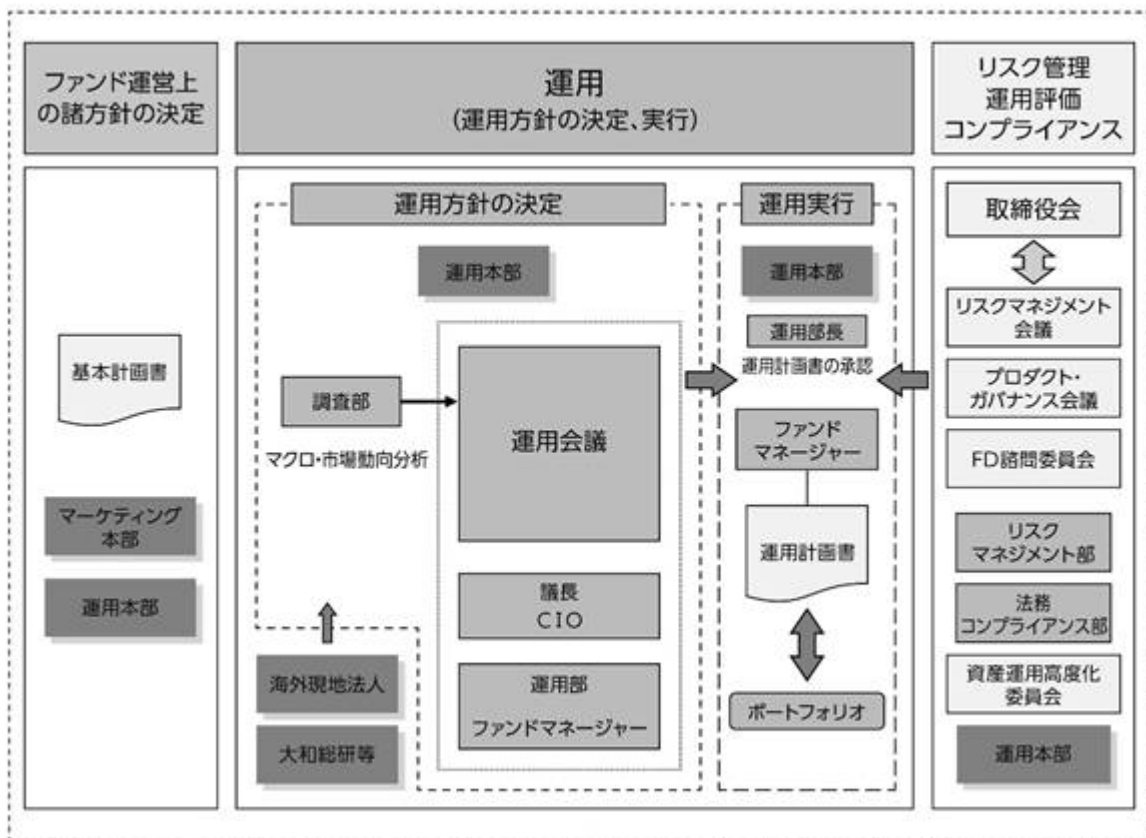 ファンド運営上
の諸方針の決定
運用
(運用方針の決定、実行)
リスク管理
運用評価
コンプライアンス
基本計画書
マーケティング
本部
運用本部
運用方針の決定
運用本部
調査部
マクロ・市場動向分析
運用会議
議長
CIO
運用部
ファンドマネージャー
海外現地法人
大和総研等
運用実行
運用本部
運用部長
運用計画書の承認
ファンド
マネージャー
運用計画書
ポートフォリオ
取締役会
リスクマネジメント
会議
プロダクト・
ガバナンス会議
FD諮問委員会
リスク
マネジメント部
法務
コンプライアンス部
資産運用高度化
委員会
運用本部